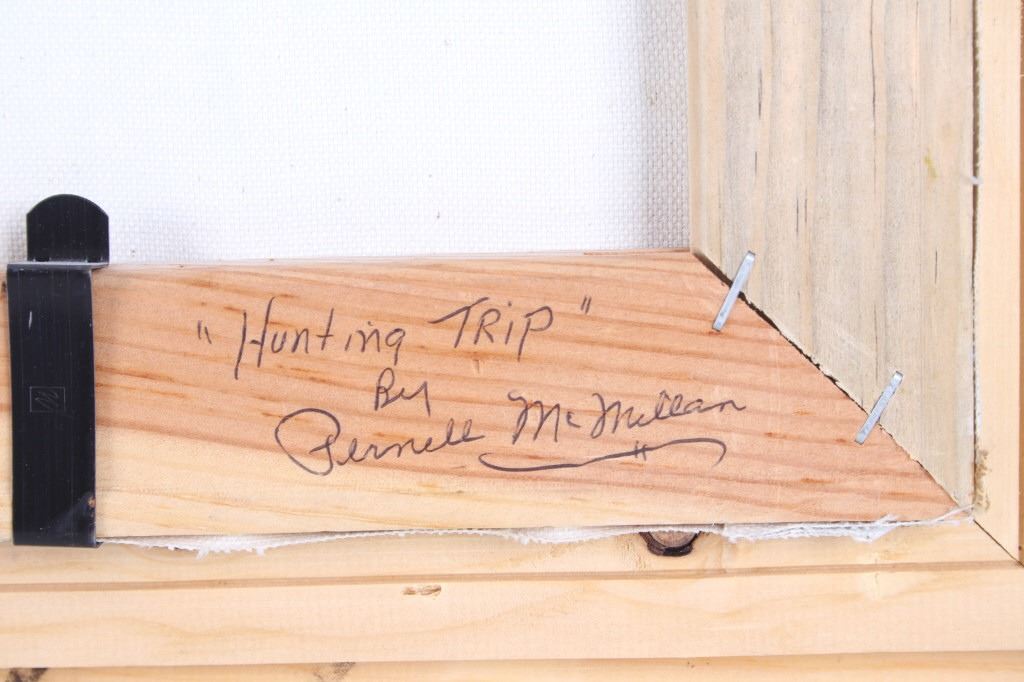 "Hunting TRiP"
By
Pernell McMillan